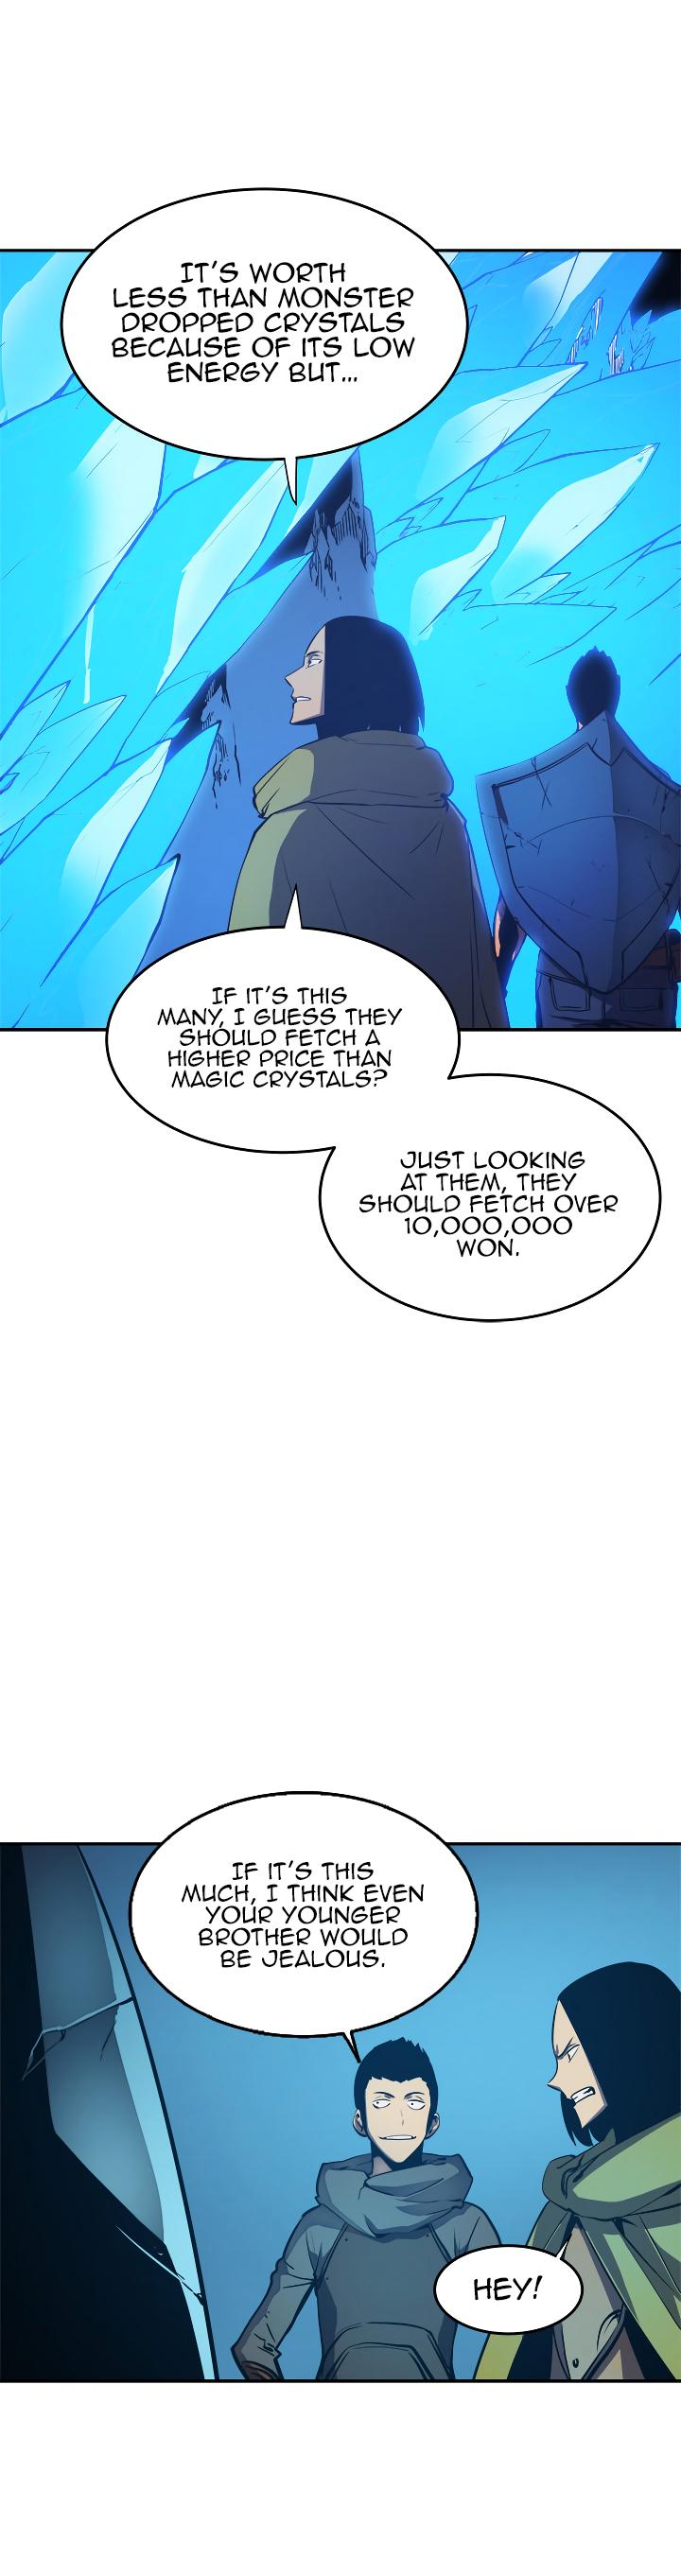 IT'S WORTH
LESS THAN MONSTER
DROPPED CRYSTALS
BECAUSE OF ITS LOW
ENERGY BUT...
IF IT'S THIS
MANY, I GUESS THEY
SHOULD FETCH A
HIGHER PRICE THAN
MAGIC CRYSTALS?
JUST LOOKING
AT THEM, THEY
SHOULD FETCH OVER
10,000,000
WON.
IF IT'S THIS
MUCH, I THINK EVEN
YOUR YOUNGER
BROTHER WOULD
BE JEALOUS.
HEY!